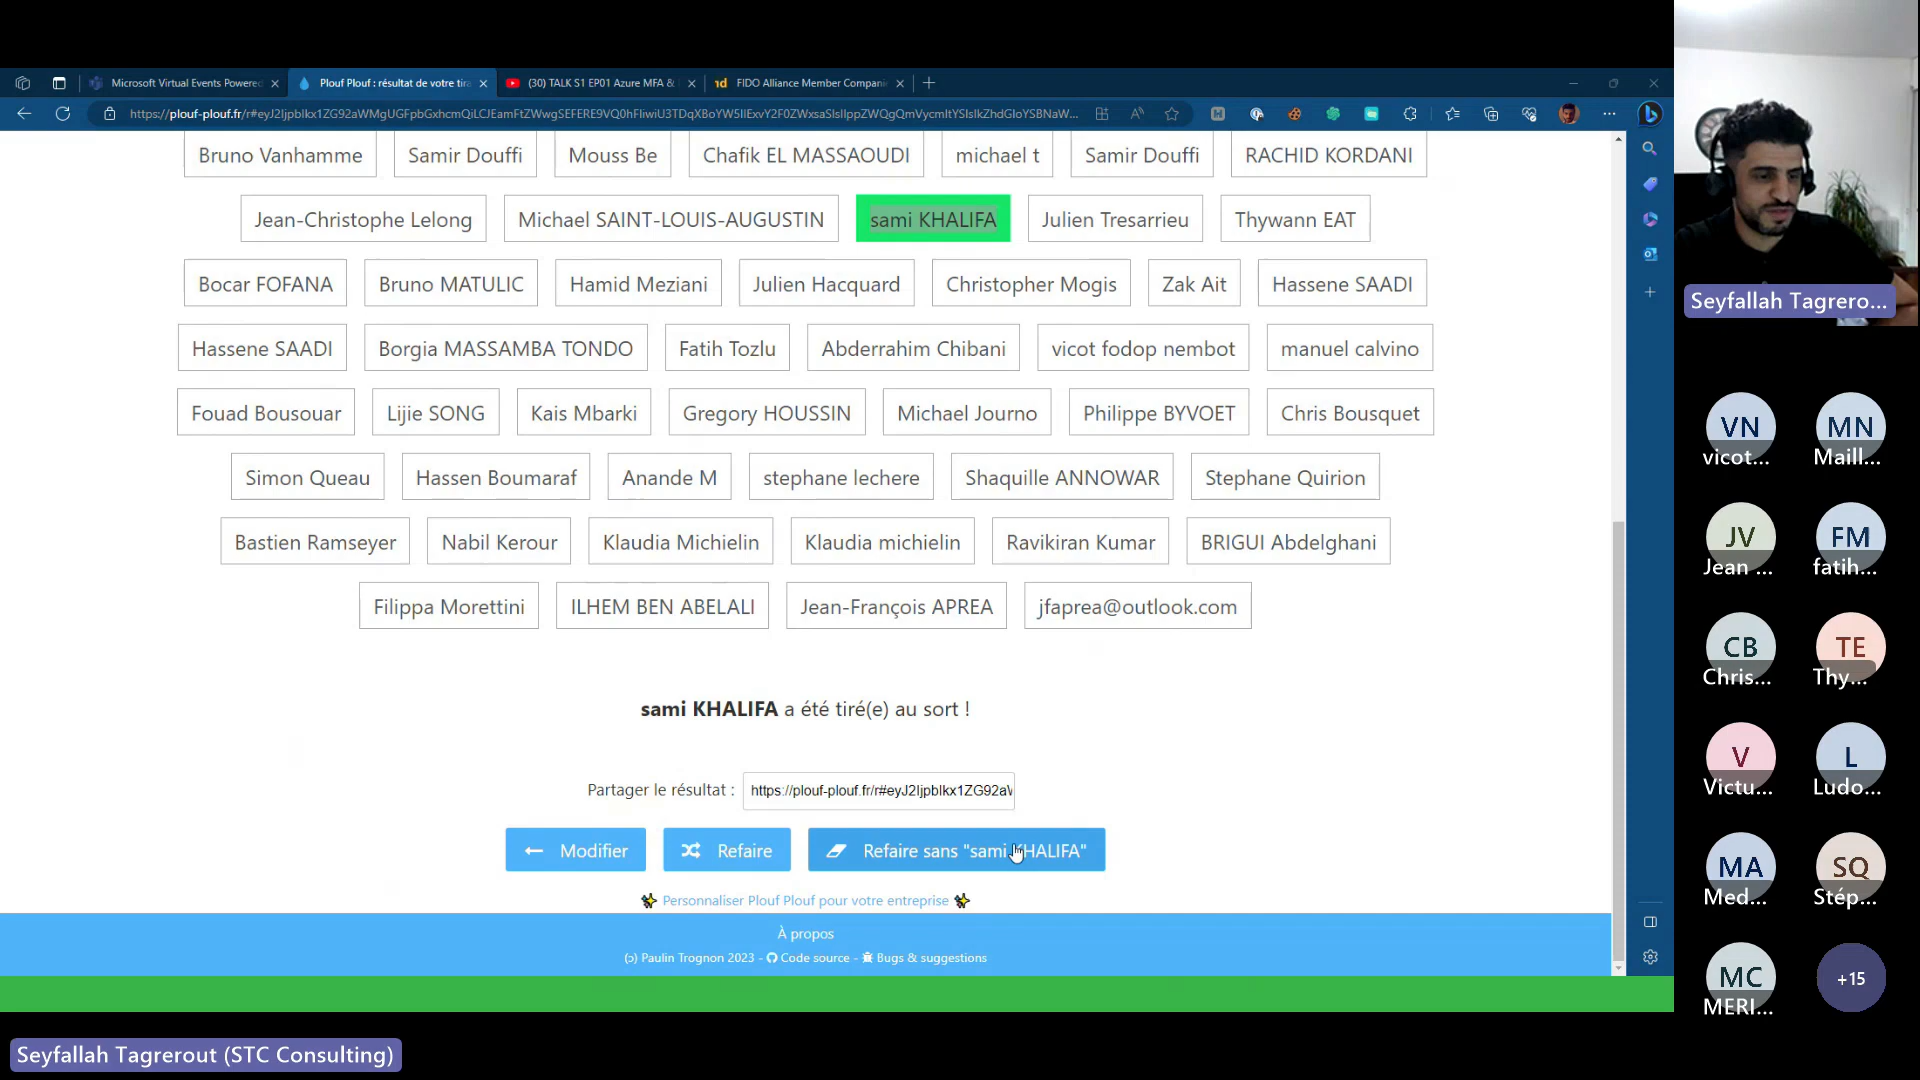 Microsoft Virtual Events Powered
Plouf Plouf : résultat de votre tira
(30) TALK S1 EP01 Azure MFA &
FIDO Alliance Member Compani
Bruno Vanhamme
Samir Douffi
Mouss Be
Chafik EL MASSAOUDI
michael t
Samir Douffi
RACHID KORDANI
Jean-Christophe Lelong
Michael SAINT-LOUIS-AUGUSTIN
sami KHALIFA
Julien Tresarrieu
Thywann EAT
Bocar FOFANA
Bruno MATULIC
Hamid Meziani
Julien Hacquard
Christopher Mogis
Zak Ait
Hassene SAADI
Hassene SAADI
Borgia MASSAMBA TONDO
Fatih Tozlu
Abderrahim Chibani
vicot fodop nembot
manuel calvino
Fouad Bousouar
Lijie SONG
Kais Mbarki
Gregory HOUSSIN
Michael Journo
Philippe BYVOET
Chris Bousquet
Simon Queau
Hassen Boumaraf
Anande M
stephane lechere
Shaquille ANNOWAR
Stephane Quirion
Bastien Ramseyer
Nabil Kerour
Klaudia Michielin
Klaudia michielin
Ravikiran Kumar
BRIGUI Abdelghani
Filippa Morettini
ILHEM BEN ABELALI
Jean-François APREA
jfaprea@outlook.com
sami KHALIFA a été tiré(e) au sort !
Partager le résultat :
https://plouf-plouf.fr/r#eyJ2Ijpblkx1ZG92aW
Modifier
Refaire
Refaire sans "sami KHALIFA"
Personnaliser Plouf Plouf pour votre entreprise
À propos
(ɔ) Paulin Trognon 2023 - Code source - Bugs & suggestions
Seyfallah Tagrerout (STC Consulting)
Seyfallah Tagrero...
VN
vicot...
MN
Maill...
JV
Jean ...
FM
fatih...
CB
Chris...
TE
Thy...
V
Victu...
L
Ludo...
MA
Med...
SQ
Stép...
MC
MERI...
+15